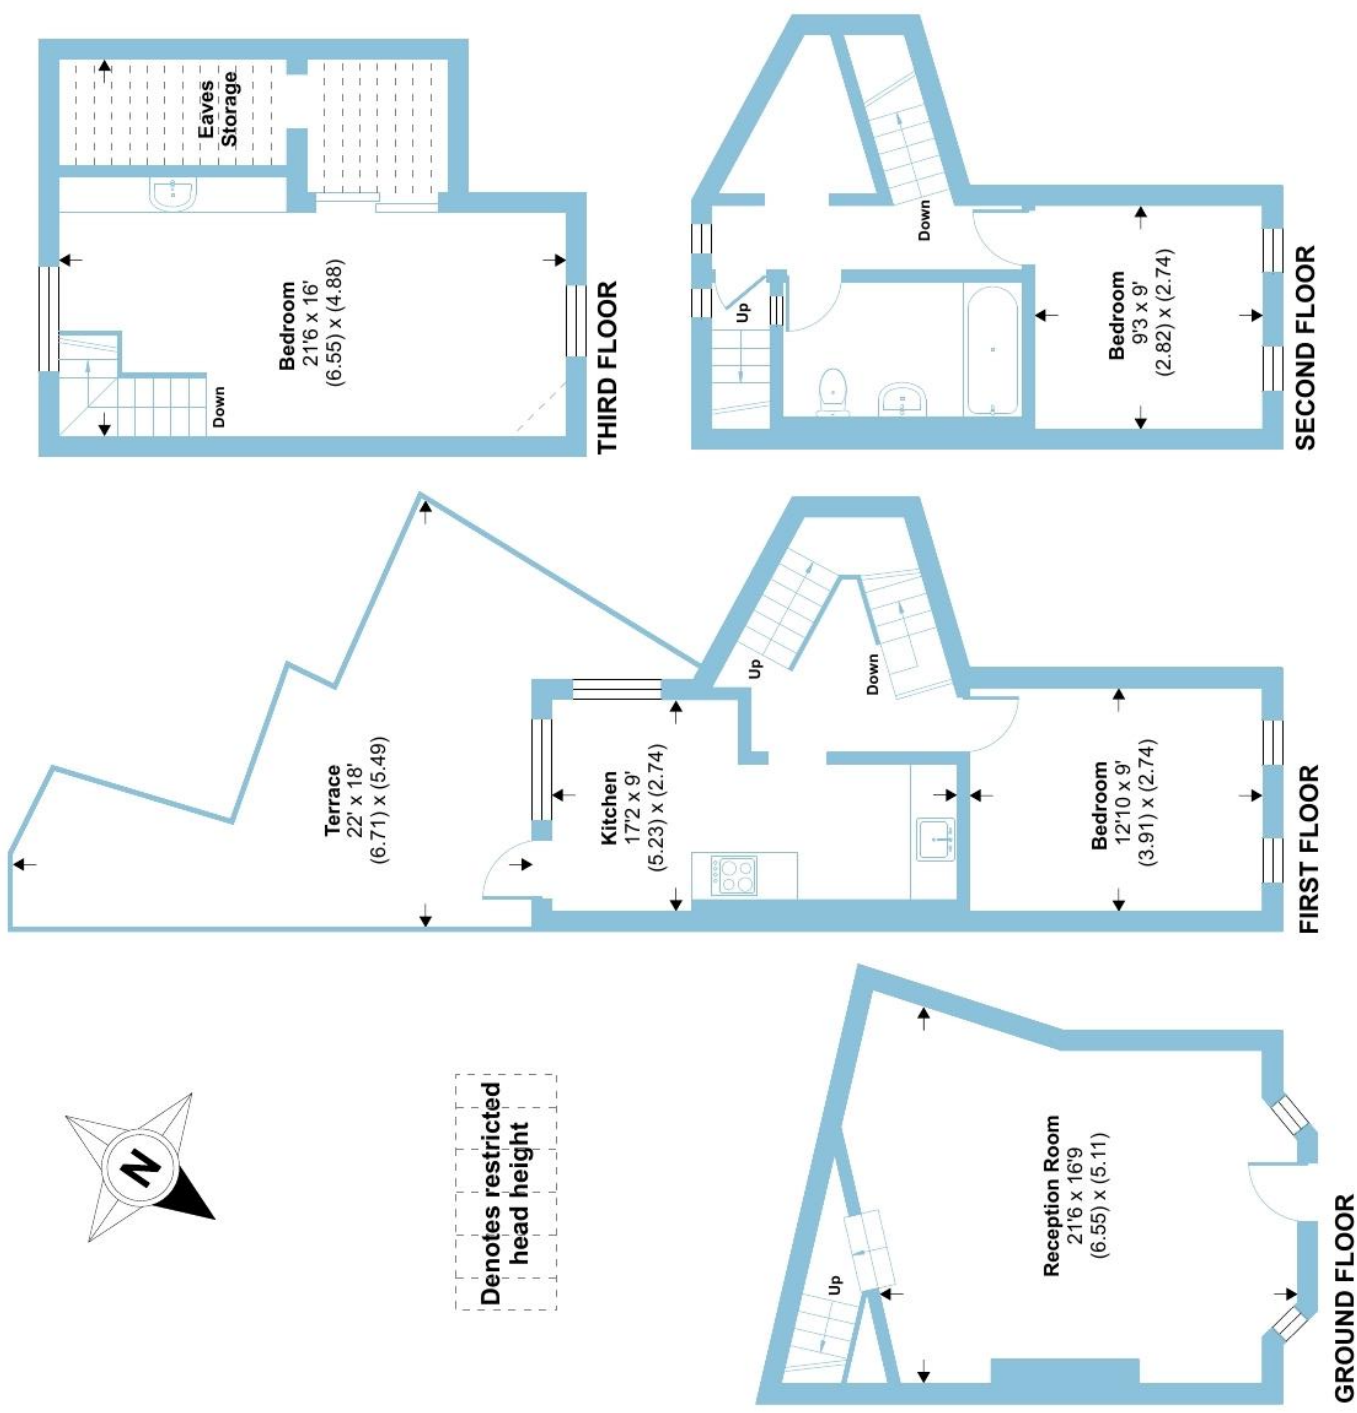 Eaves
Storage
Bedroom
21'6 x 16'
(6.55) x (4.88)
Down
THIRD FLOOR
Down
Up
Bedroom
9'3 x 9'
(2.82) x (2.74)
SECOND FLOOR
Terrace
22' x 18'
(6.71) x (5.49)
Kitchen
17'2 x 9'
(5.23) x (2.74)
Up
Down
Bedroom
12'10 x 9'
(3.91) x (2.74)
FIRST FLOOR
N
Denotes restricted
head height
Up
Reception Room
21'6 x 16'9
(6.55) x (5.11)
GROUND FLOOR